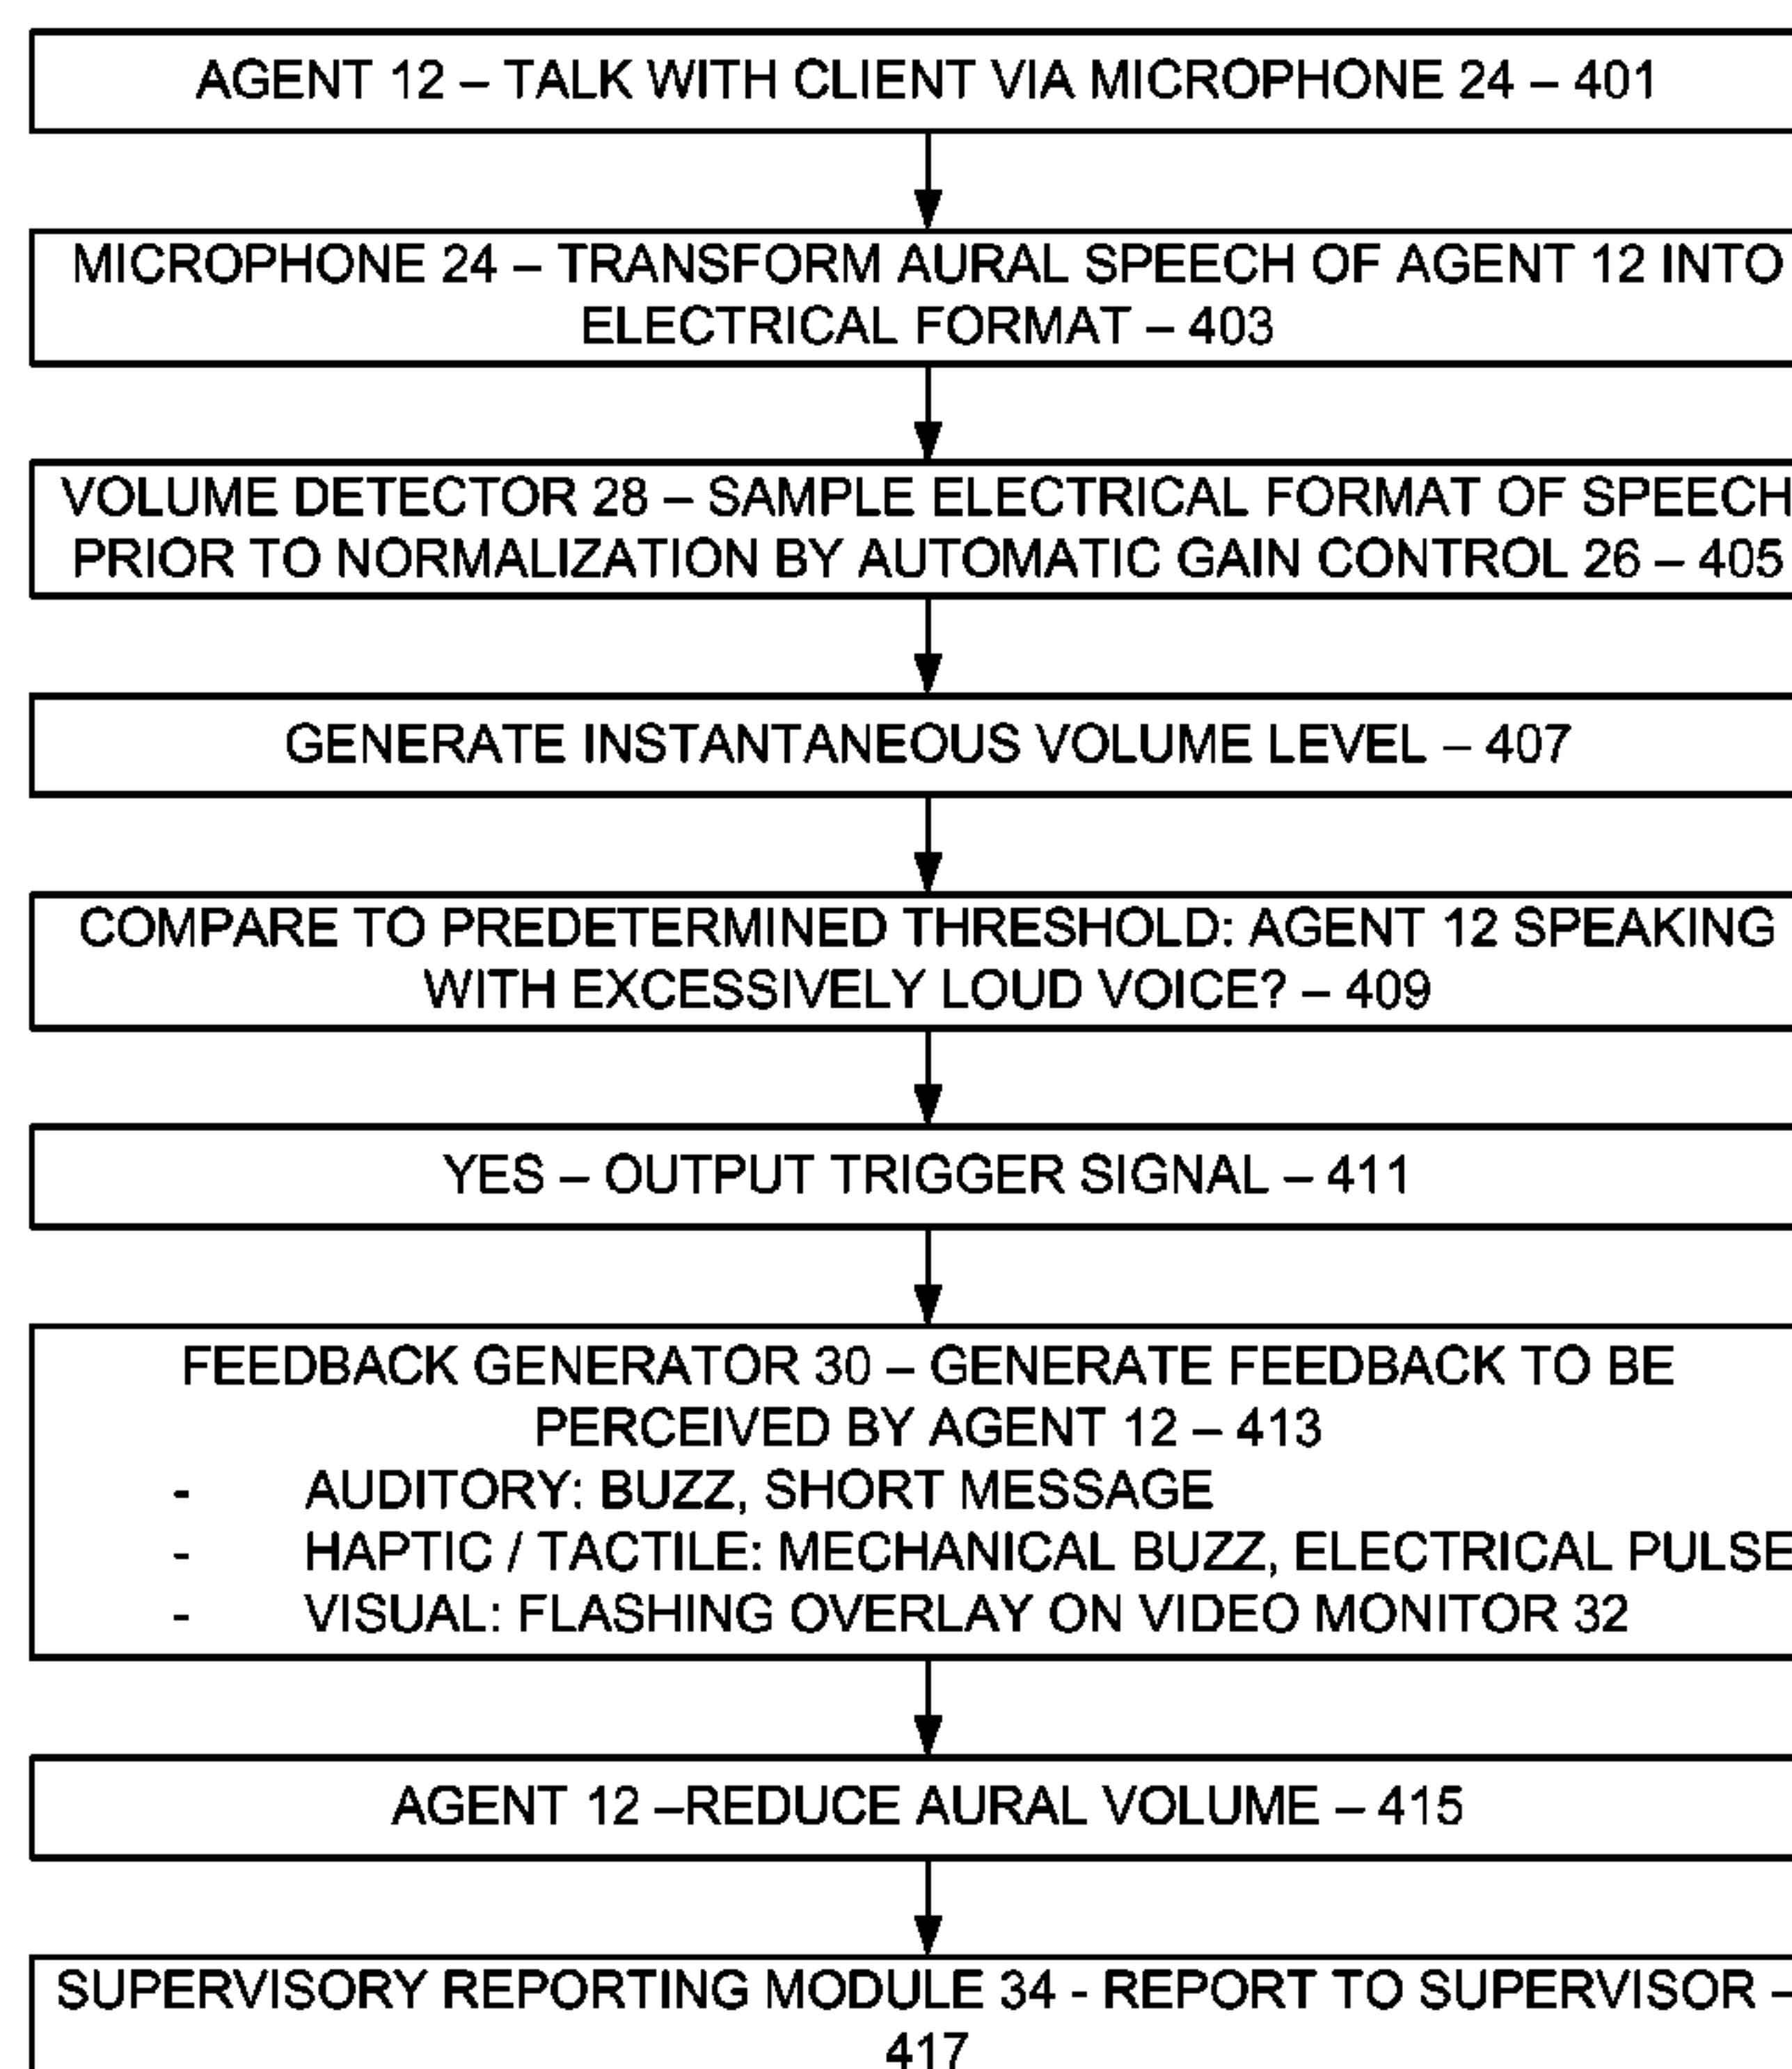 AGENT 12 – TALK WITH CLIENT VIA MICROPHONE 24 – 401
MICROPHONE 24 – TRANSFORM AURAL SPEECH OF AGENT 12 INTO
ELECTRICAL FORMAT – 403
VOLUME DETECTOR 28 – SAMPLE ELECTRICAL FORMAT OF SPEECH
PRIOR TO NORMALIZATION BY AUTOMATIC GAIN CONTROL 26 – 405
GENERATE INSTANTANEOUS VOLUME LEVEL – 407
COMPARE TO PREDETERMINED THRESHOLD: AGENT 12 SPEAKING
WITH EXCESSIVELY LOUD VOICE? – 409
YES – OUTPUT TRIGGER SIGNAL – 411
FEEDBACK GENERATOR 30 – GENERATE FEEDBACK TO BE
PERCEIVED BY AGENT 12 – 413
- AUDITORY: BUZZ, SHORT MESSAGE
- HAPTIC / TACTILE: MECHANICAL BUZZ, ELECTRICAL PULSE
- VISUAL: FLASHING OVERLAY ON VIDEO MONITOR 32
AGENT 12 –REDUCE AURAL VOLUME – 415
SUPERVISORY REPORTING MODULE 34 - REPORT TO SUPERVISOR –
417